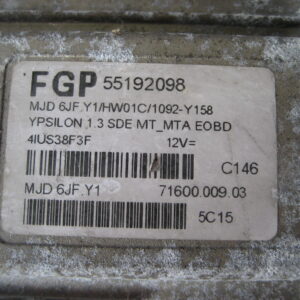 FGP 55192098
MJD 6JF.Y1/HW01C/1092-Y158
YPSILON 1.3 SDE MT_MTA EOBD
4IUS38F3F 12V=
C146
MJD 6JF.Y1 71600.009.03
5C15